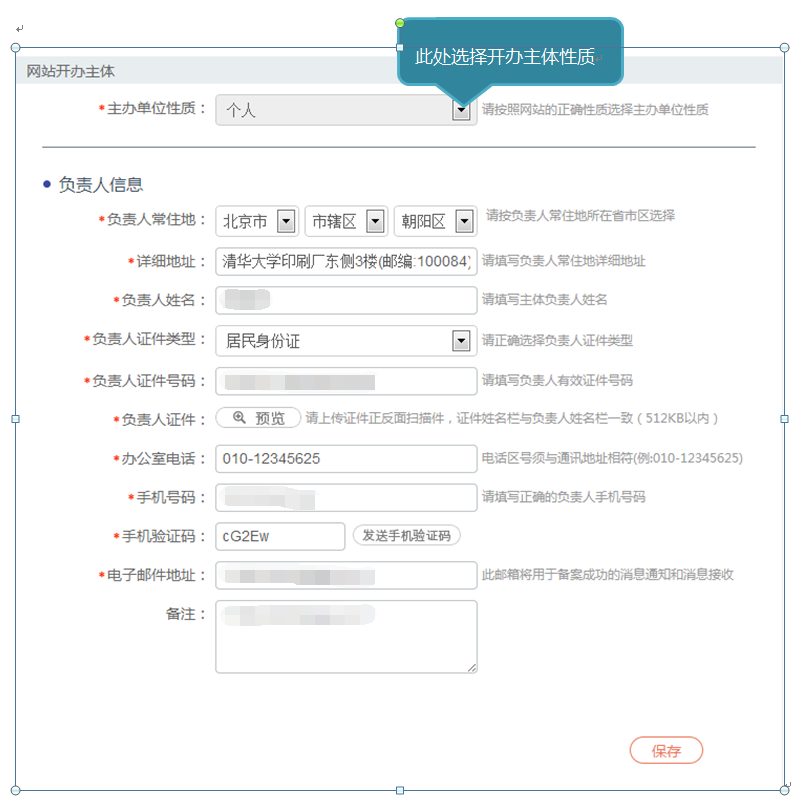 此处选择开办主体性质
网站开办主体
*主办单位性质： 个人 请按照网站的正确性质选择主办单位性质
负责人信息
*负责人常住地： 北京市 市辖区 朝阳区 请按负责人常住地所在省市区选择
*详细地址： 清华大学印刷厂东侧3楼(邮编:100084) 请填写负责人常住地详细地址
*负责人姓名： 请填写主体负责人姓名
*负责人证件类型： 居民身份证 请正确选择负责人证件类型
*负责人证件号码： 请填写负责人有效证件号码
*负责人证件： 预览 请上传证件正反面扫描件，证件姓名栏与负责人姓名栏一致（512KB以内）
*办公室电话： 010-12345625 电话区号须与通讯地址相符(例:010-12345625)
*手机号码： 请填写正确的负责人手机号码
*手机验证码： cG2Ew 发送手机验证码
*电子邮件地址： 此邮箱将用于备案成功的消息通知和消息接收
备注：
保存